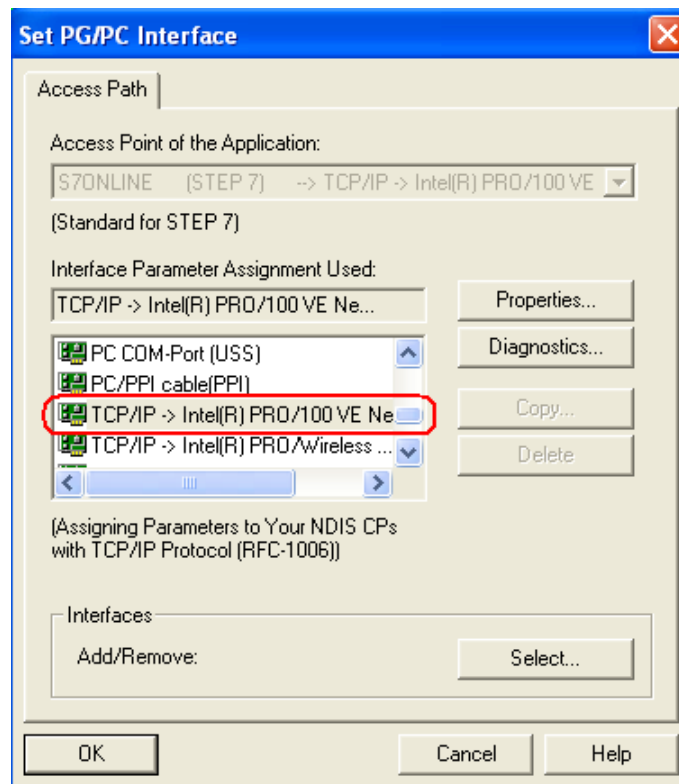 Set PG/PC Interface
Access Path
Access Point of the Application:
S7ONLINE (STEP 7) --> TCP/IP -> Intel(R) PRO/100 VE
(Standard for STEP 7)
Interface Parameter Assignment Used:
TCP/IP -> Intel(R) PRO/100 VE Ne...
Properties...
PC COM-Port (USS)
Diagnostics...
PC/PPI cable(PPI)
TCP/IP -> Intel(R) PRO/100 VE Ne
Copy...
TCP/IP -> Intel(R) PRO/Wireless ...
Delete
(Assigning Parameters to Your NDIS CPs
with TCP/IP Protocol (RFC-1006))
Interfaces
Add/Remove:
Select...
OK
Cancel
Help